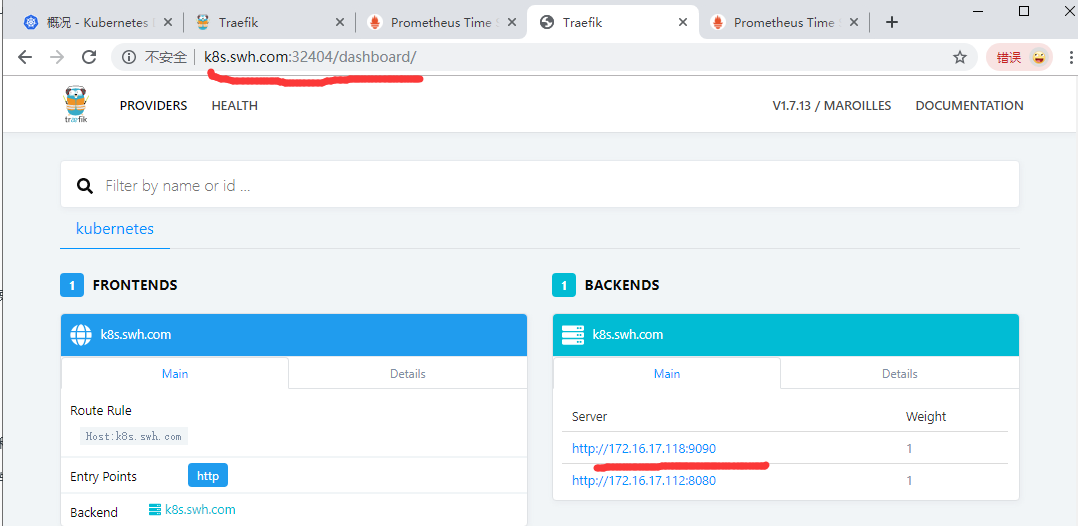 概况 - Kubernetes
Traefik
Prometheus Time
Traefik
Prometheus Time
不安全
k8s.swh.com:32404/dashboard/
错误
træfik
PROVIDERS
HEALTH
V1.7.13 / MAROILLES
DOCUMENTATION
Filter by name or id ...
kubernetes
1 FRONTENDS
1 BACKENDS
k8s.swh.com
Main Details
Route Rule
Host:k8s.swh.com
Entry Points http
Backend k8s.swh.com
k8s.swh.com
Main Details
Server Weight
http://172.16.17.118:9090 1
http://172.16.17.112:8080 1